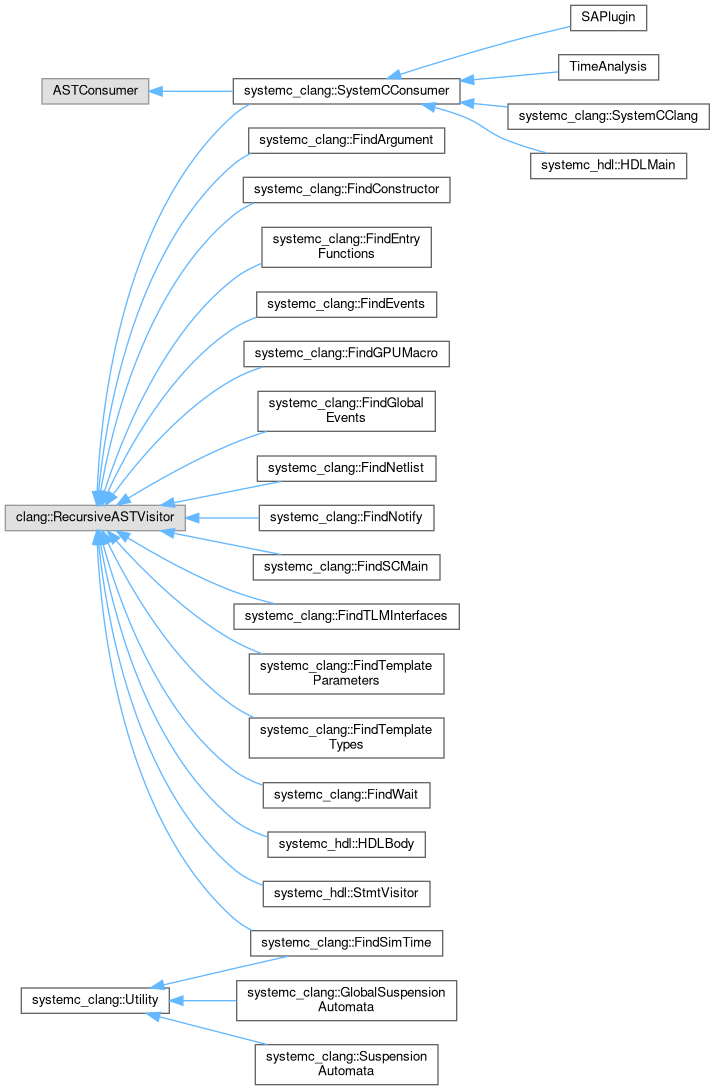 SAPlugin
TimeAnalysis
ASTConsumer
systemc_clang::SystemCConsumer
systemc_clang::SystemCClang
systemc_hdl::HDLMain
systemc_clang::FindArgument
systemc_clang::FindConstructor
systemc_clang::FindEntry
Functions
systemc_clang::FindEvents
systemc_clang::FindGPUMacro
systemc_clang::FindGlobal
Events
systemc_clang::FindNetlist
clang::RecursiveASTVisitor
systemc_clang::FindNotify
systemc_clang::FindSCMain
systemc_clang::FindTLMInterfaces
systemc_clang::FindTemplate
Parameters
systemc_clang::FindTemplate
Types
systemc_clang::FindWait
systemc_hdl::HDLBody
systemc_hdl::StmtVisitor
systemc_clang::FindSimTime
systemc_clang::Utility
systemc_clang::GlobalSuspension
Automata
systemc_clang::Suspension
Automata